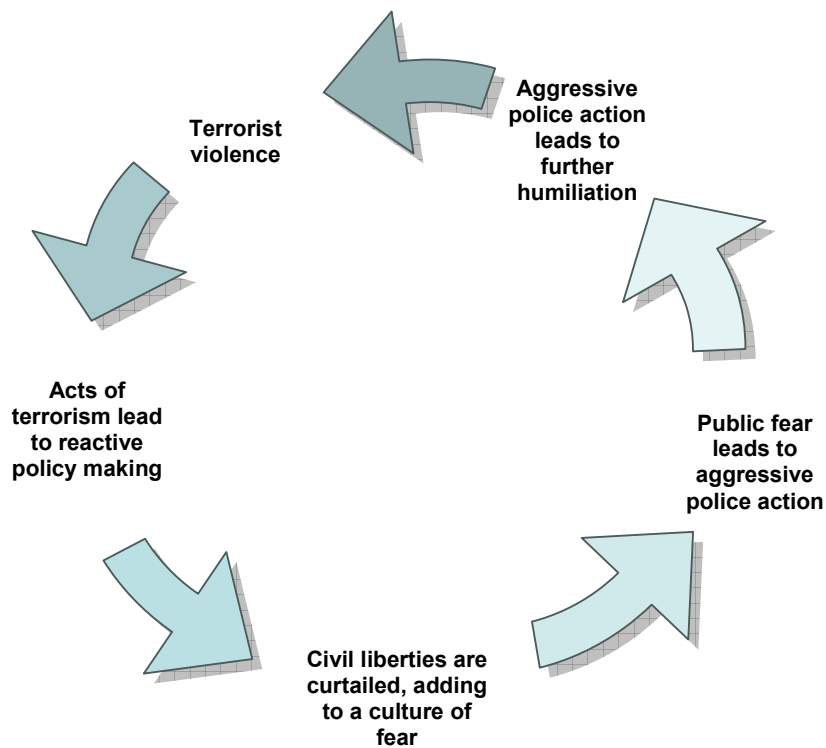 Terrorist
violence
Acts of
terrorism lead
to reactive
policy making
Civil liberties are
curtailed, adding
to a culture of
fear
Public fear
leads to
aggressive
police action
Aggressive
police action
leads to
further
humiliation